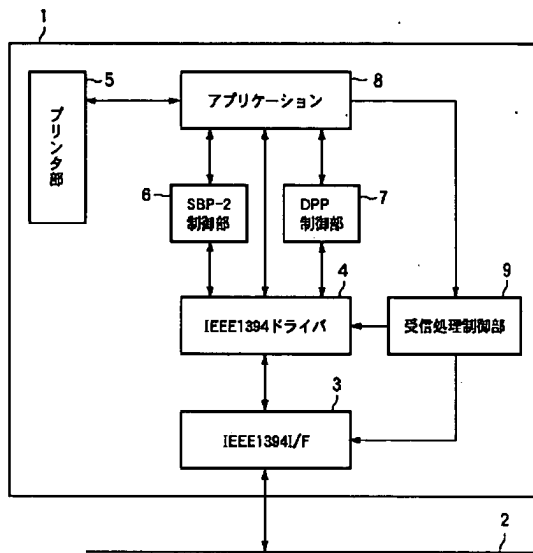 1
5
プリンタ部
アプリケーション
8
6
SBP-2
制御部
DPP
制御部
7
4
IEEE1394ドライバ
9
受信処理制御部
3
IEEE1394I/F
2